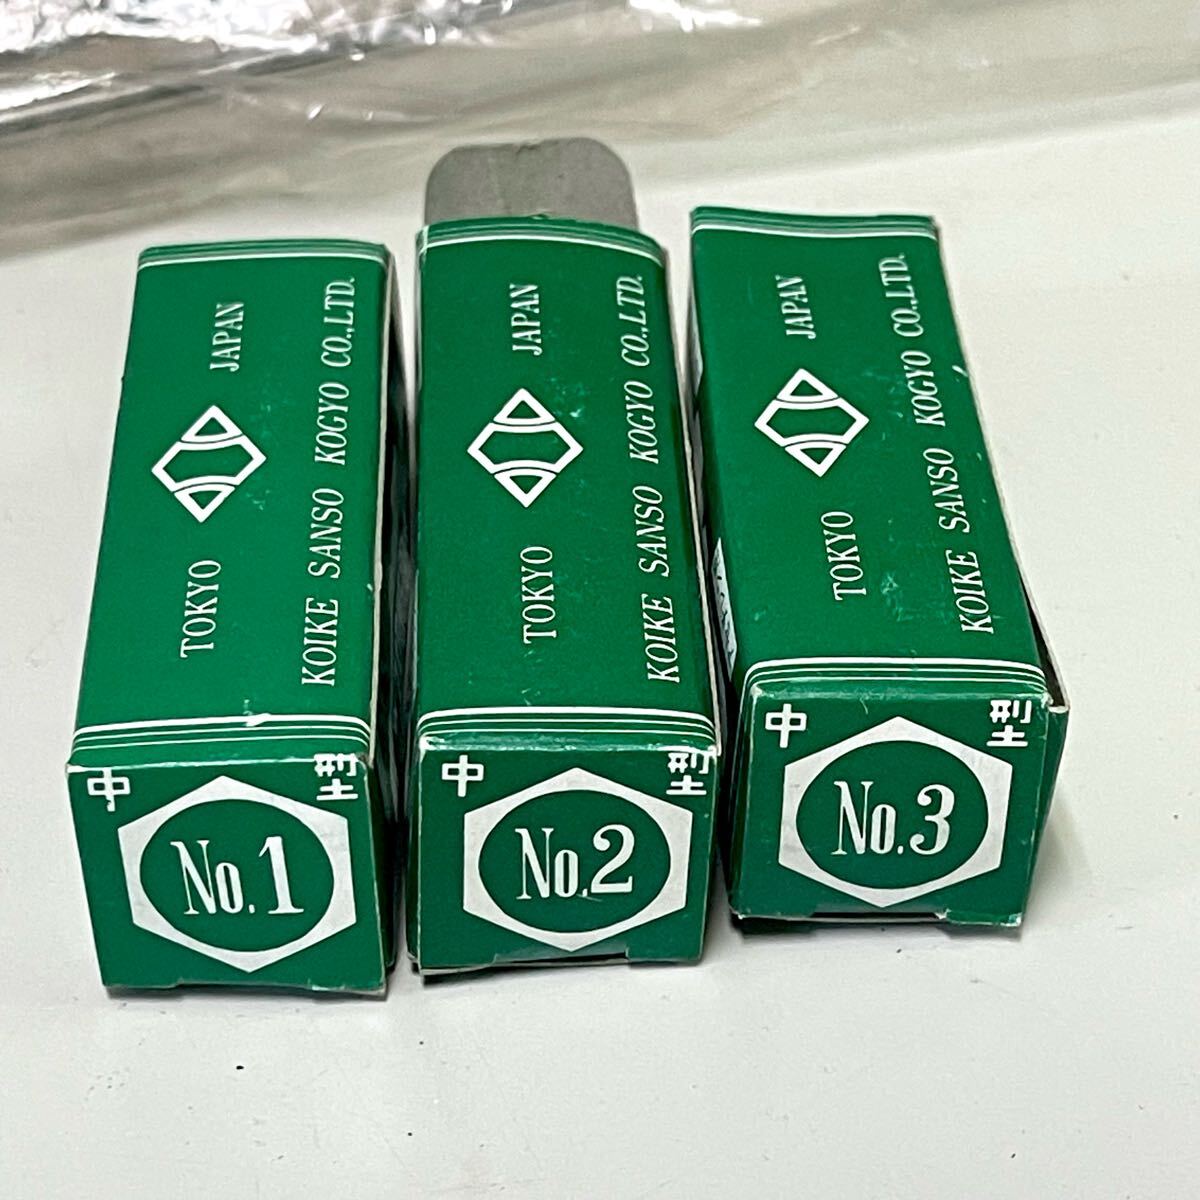 TOKYO JAPAN
KOIKE SANSO KOGYO CO.,LTD.
中型
No.1
TOKYO JAPAN
KOIKE SANSO KOGYO CO.,LTD.
中型
No.2
TOKYO JAPAN
KOIKE SANSO KOGYO CO.,LTD.
中型
No.3